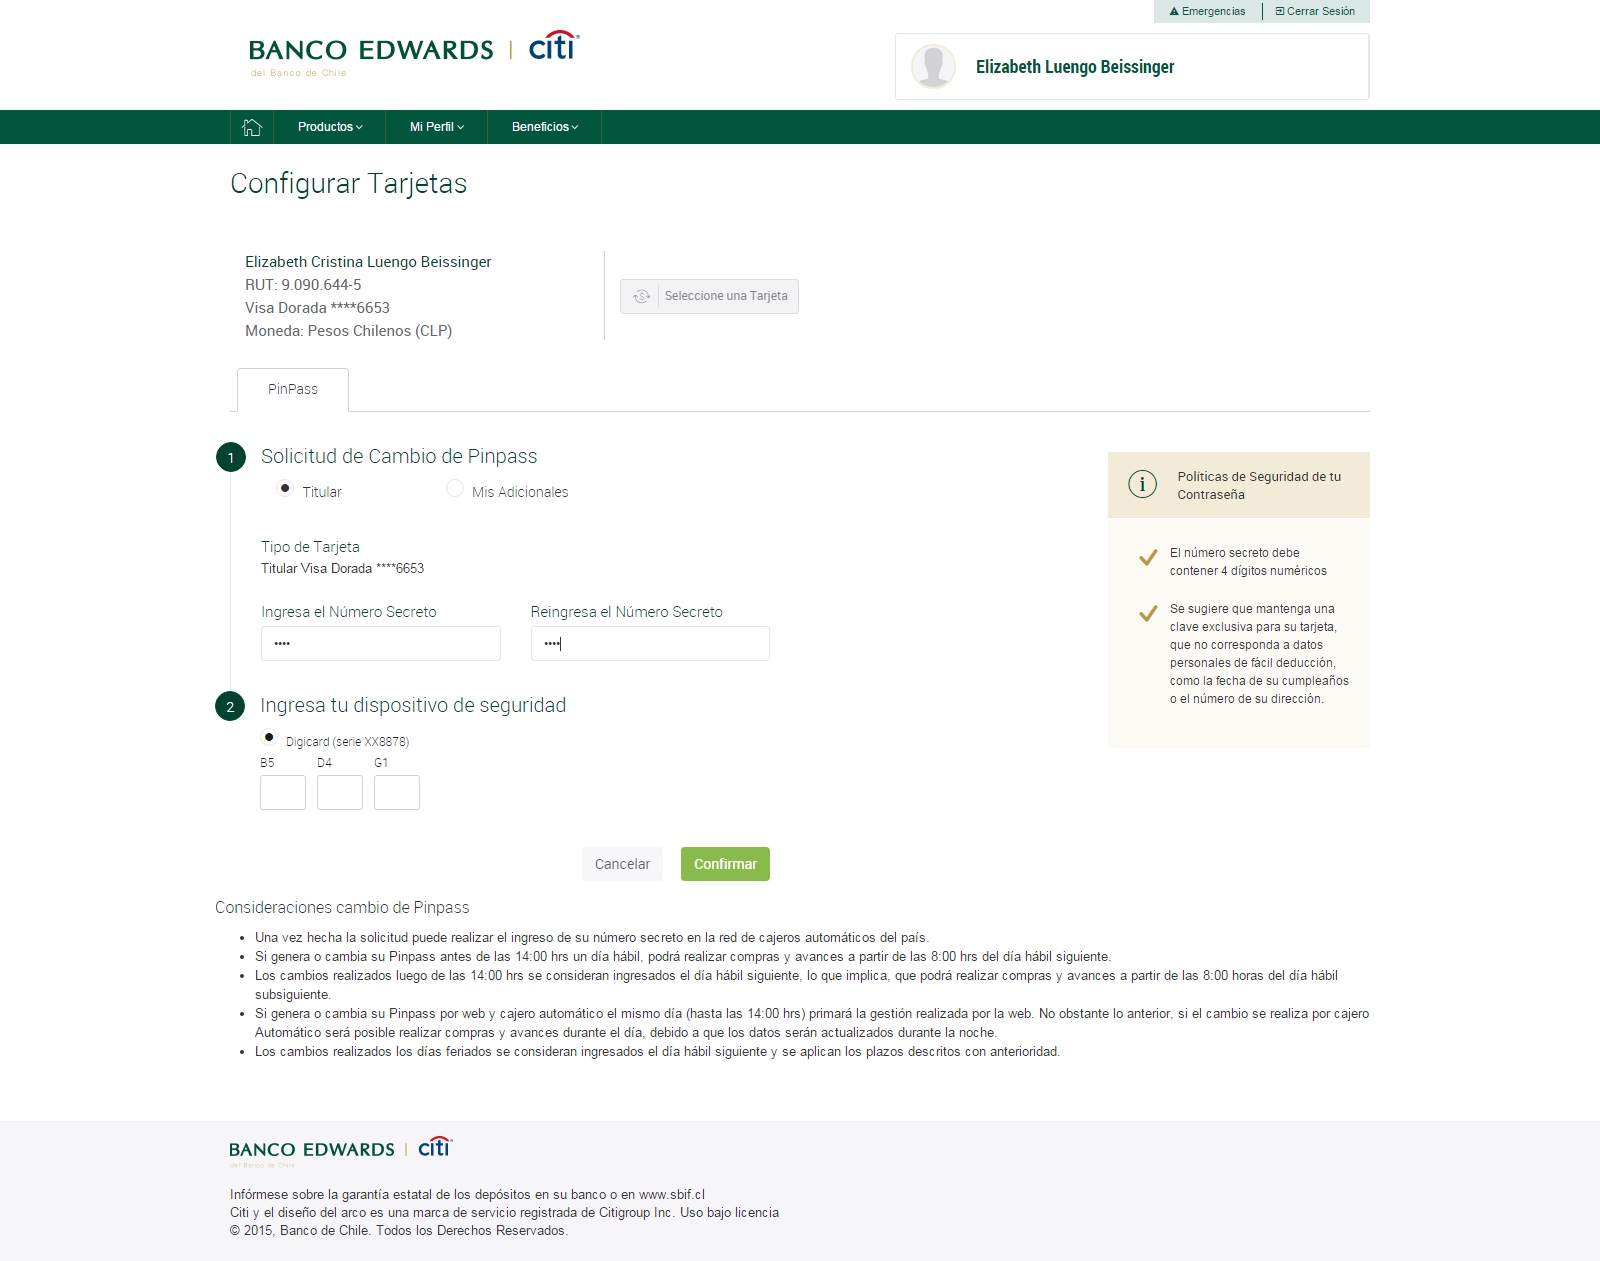 Emergencias
Cerrar Sesión
BANCO EDWARDS | citi®
del Banco de Chile
Elizabeth Luengo Beissinger
Productos
Mi Perfil
Beneficios
Configurar Tarjetas
Elizabeth Cristina Luengo Beissinger
RUT: 9.090.644-5
Visa Dorada ****6653
Moneda: Pesos Chilenos (CLP)
Seleccione una Tarjeta
PinPass
1
Solicitud de Cambio de Pinpass
Titular
Mis Adicionales
Tipo de Tarjeta
Titular Visa Dorada ****6653
Ingresa el Número Secreto
Reingresa el Número Secreto
••••
••••
2
Ingresa tu dispositivo de seguridad
Digicard (serie XX8878)
B5
D4
G1
Cancelar
Confirmar
i
Políticas de Seguridad de tu
Contraseña
El número secreto debe
contener 4 dígitos numéricos
Se sugiere que mantenga una
clave exclusiva para su tarjeta,
que no corresponda a datos
personales de fácil deducción,
como la fecha de su cumpleaños
o el número de su dirección.
Consideraciones cambio de Pinpass
• Una vez hecha la solicitud puede realizar el ingreso de su número secreto en la red de cajeros automáticos del país.
• Si genera o cambia su Pinpass antes de las 14:00 hrs un día hábil, podrá realizar compras y avances a partir de las 8:00 hrs del día hábil siguiente.
• Los cambios realizados luego de las 14:00 hrs se consideran ingresados el día hábil siguiente, lo que implica, que podrá realizar compras y avances a partir de las 8:00 horas del día hábil
subsiguiente.
• Si genera o cambia su Pinpass por web y cajero automático el mismo día (hasta las 14:00 hrs) primará la gestión realizada por la web. No obstante lo anterior, si el cambio se realiza por cajero
Automático será posible realizar compras y avances durante el día, debido a que los datos serán actualizados durante la noche.
• Los cambios realizados los días feriados se consideran ingresados el día hábil siguiente y se aplican los plazos descritos con anterioridad.
BANCO EDWARDS | citi®
del Banco de Chile
Infórmese sobre la garantía estatal de los depósitos en su banco o en www.sbif.cl
Citi y el diseño del arco es una marca de servicio registrada de Citigroup Inc. Uso bajo licencia
© 2015, Banco de Chile. Todos los Derechos Reservados.